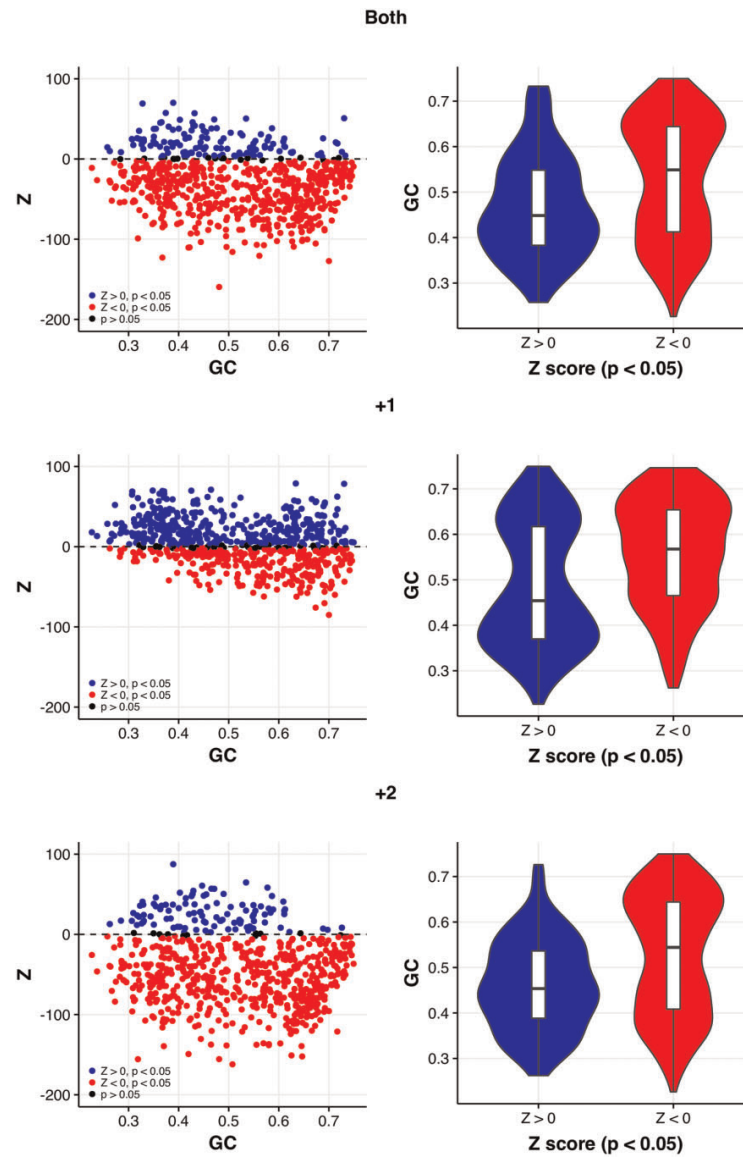 Both
100
0
-100
-200
Z
Z > 0, p < 0.05
Z < 0, p < 0.05
p > 0.05
0.3 0.4 0.5 0.6 0.7
GC
0.7
0.6
0.5
0.4
0.3
GC
Z > 0 Z < 0
Z score (p < 0.05)
+1
100
0
-100
-200
Z
Z > 0, p < 0.05
Z < 0, p < 0.05
p > 0.05
0.3 0.4 0.5 0.6 0.7
GC
0.7
0.6
0.5
0.4
0.3
GC
Z > 0 Z < 0
Z score (p < 0.05)
+2
100
0
-100
-200
Z
Z > 0, p < 0.05
Z < 0, p < 0.05
p > 0.05
0.3 0.4 0.5 0.6 0.7
GC
0.7
0.6
0.5
0.4
0.3
GC
Z > 0 Z < 0
Z score (p < 0.05)